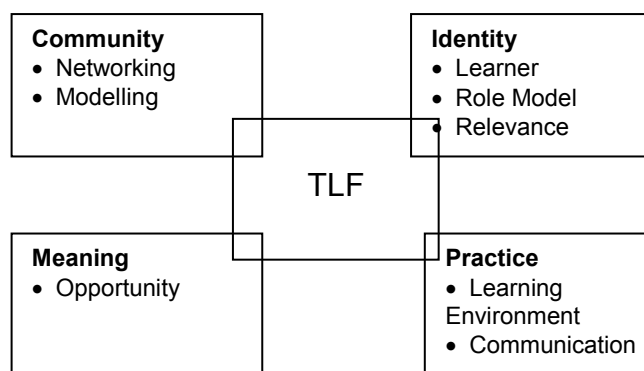 Community
• Networking
• Modelling
Identity
• Learner
• Role Model
• Relevance
TLF
Meaning
• Opportunity
Practice
• Learning
Environment
• Communication